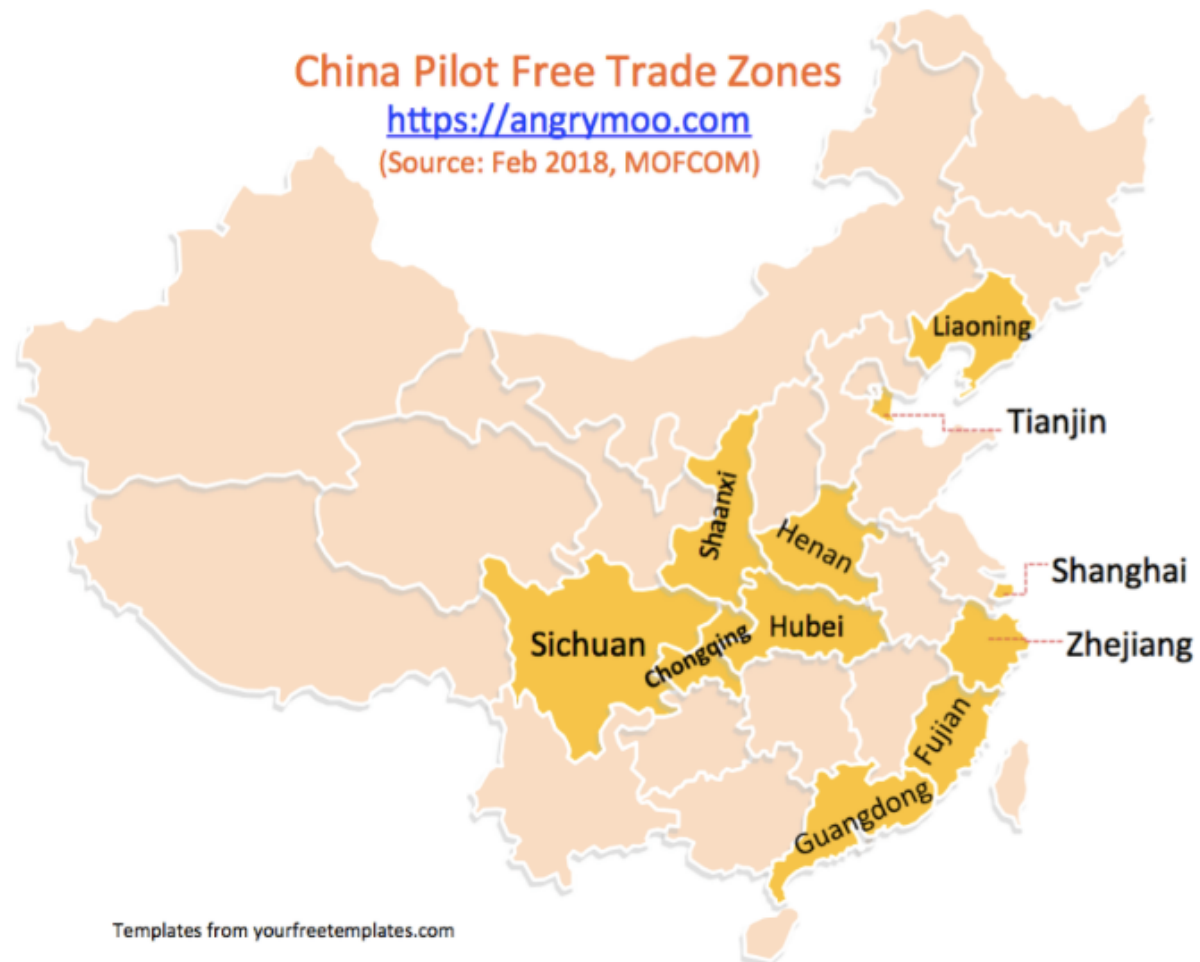 China Pilot Free Trade Zones
https://angrymoo.com
(Source: Feb 2018, MOFCOM)
Liaoning
Tianjin
Shaanxi
Henan
Shanghai
Sichuan
Chongqing
Hubei
Zhejiang
Fujian
Guangdong
Templates from yourfreetemplates.com